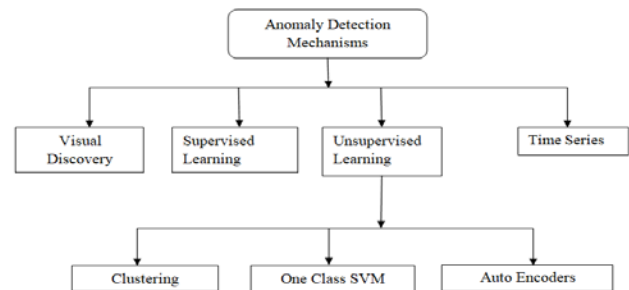 Anomaly Detection
Mechanisms
Visual
Discovery
Supervised
Learning
Unsupervised
Learning
Time Series
Clustering
One Class SVM
Auto Encoders